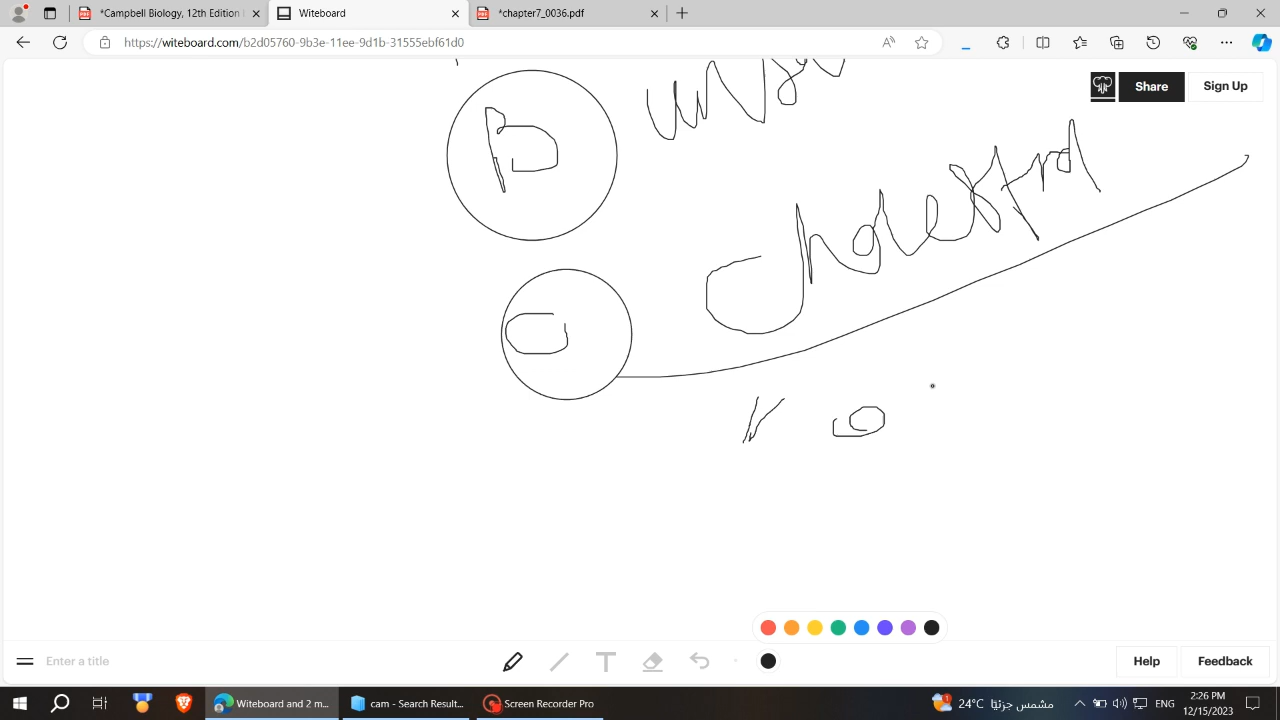 *Campbell Biology, 12th Edition
Witeboard
*chapter7_0036.pdf
https://witeboard.com/b2d05760-9b3e-11ee-9d1b-31555ebf61d0
Share
Sign Up
Enter a title
Help
Feedback
Witeboard and 2 m...
cam - Search Result...
Screen Recorder Pro
24°C مشمس جزئيًا
ENG
2:26 PM
12/15/2023